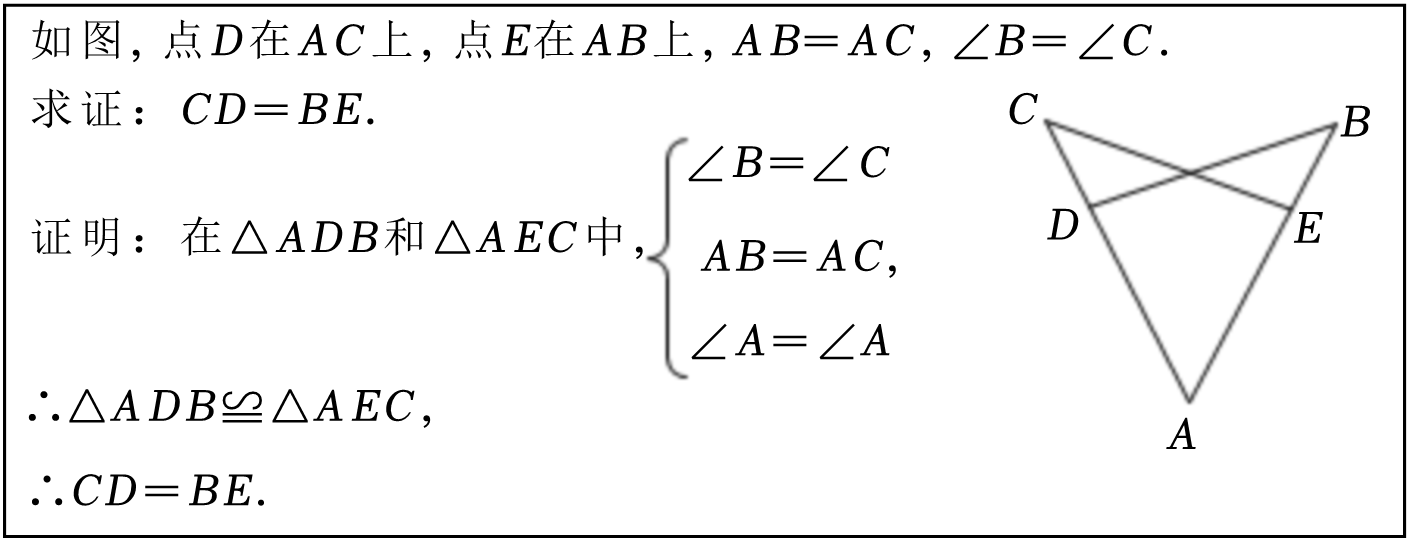 如图, 点D在AC上, 点E在AB上, AB=AC, ∠B=∠C.
求证: CD=BE.
证明: 在△ADB和△AEC中,
∠B=∠C
AB=AC,
∠A=∠A
∴△ADB≌△AEC,
∴CD=BE.
C
B
D
E
A